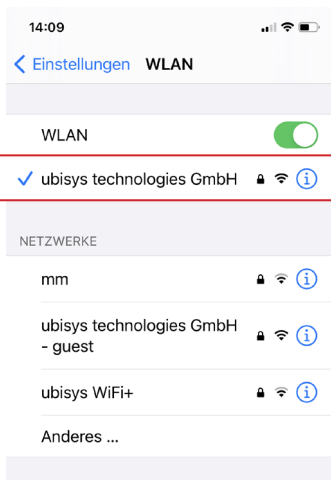 14:09
Einstellungen WLAN
WLAN
ubisys technologies GmbH
NETZWERKE
mm
ubisys technologies GmbH
- guest
ubisys WiFi+
Anderes ...